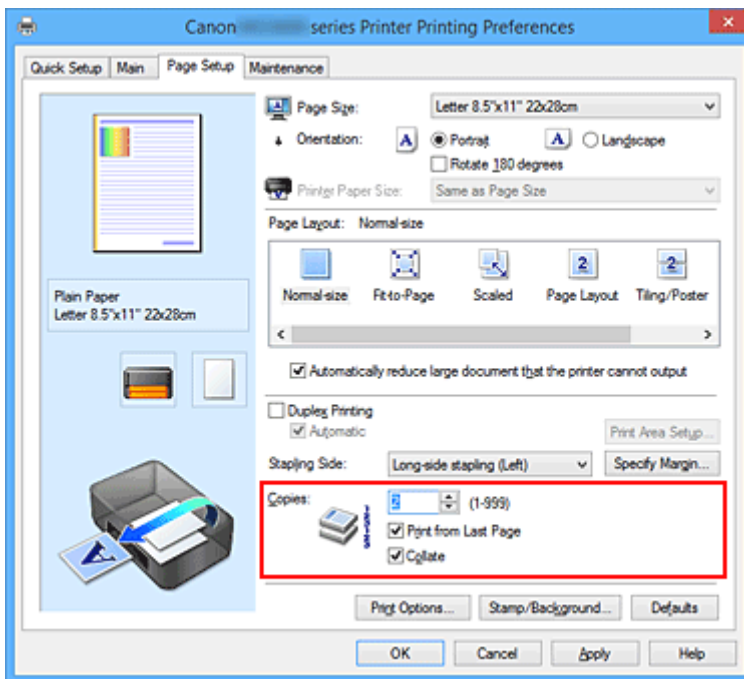 Canon series Printer Printing Preferences
Quick Setup Main Page Setup Maintenance
Page Size: Letter 8.5"x11" 22x28cm
Orientation: A Portrait A Landscape
Rotate 180 degrees
Printer Paper Size: Same as Page Size
Page Layout: Normal-size
Normal-size Fit-to-Page Scaled Page Layout Tiling/Poster
Plain Paper
Letter 8.5"x11" 22x28cm
Automatically reduce large document that the printer cannot output
Duplex Printing
Automatic Print Area Setup...
Stapling Side: Long-side stapling (Left) Specify Margin...
Copies: 2 (1-999)
Print from Last Page
Collate
Print Options... Stamp/Background... Defaults
OK Cancel Apply Help